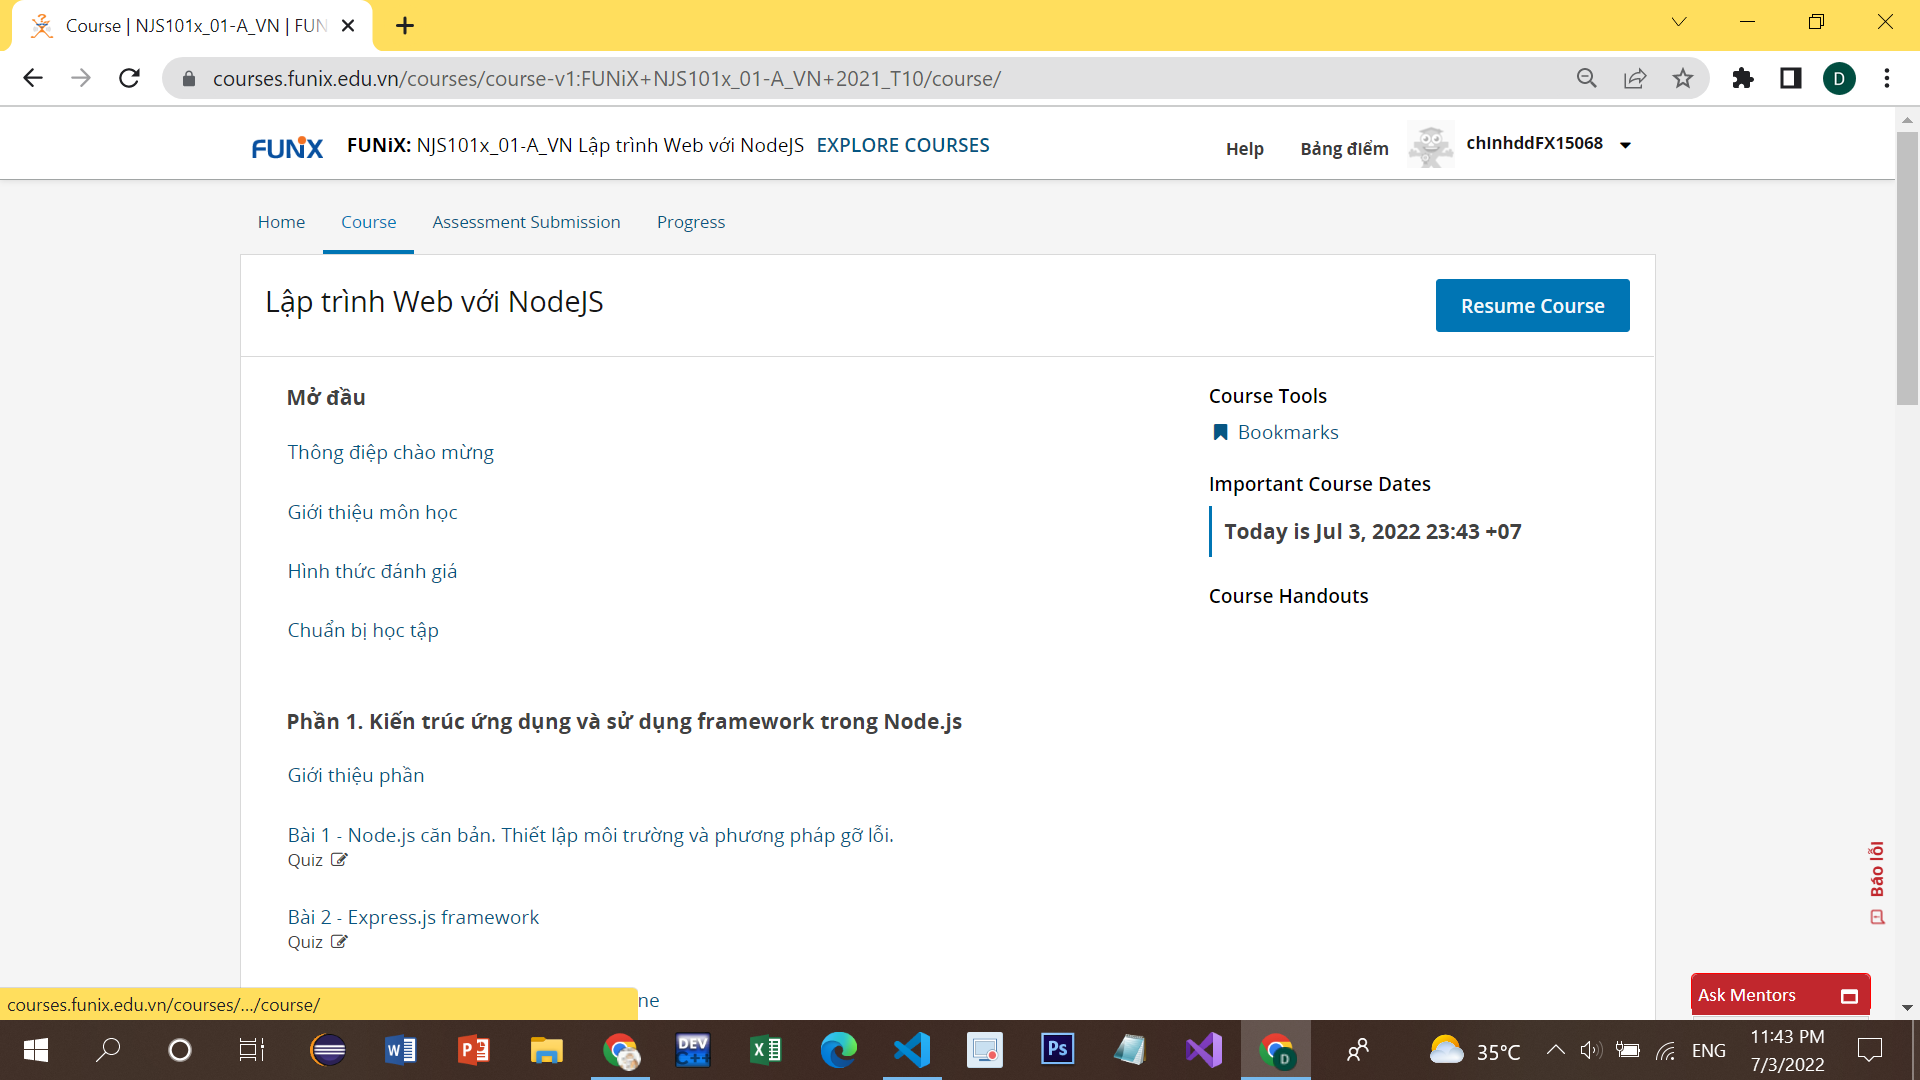 Course | NJS101x_01-A_VN | FUN
courses.funix.edu.vn/courses/course-v1:FUNiX+NJS101x_01-A_VN+2021_T10/course/
D
FUNiX
FUNiX: NJS101x_01-A_VN Lập trình Web với NodeJS EXPLORE COURSES
Help
Bảng điểm
chinhddFX15068
Home
Course
Assessment Submission
Progress
Lập trình Web với NodeJS
Resume Course
Mở đầu
Thông điệp chào mừng
Giới thiệu môn học
Hình thức đánh giá
Chuẩn bị học tập
Course Tools
Bookmarks
Important Course Dates
Today is Jul 3, 2022 23:43 +07
Course Handouts
Phần 1. Kiến trúc ứng dụng và sử dụng framework trong Node.js
Giới thiệu phần
Bài 1 - Node.js căn bản. Thiết lập môi trường và phương pháp gỡ lỗi.
Quiz
Bài 2 - Express.js framework
Quiz
ne
Báo lỗi
Ask Mentors
courses.funix.edu.vn/courses/.../course/
DEV C++
Ps
D
35°C
ENG
11:43 PM
7/3/2022